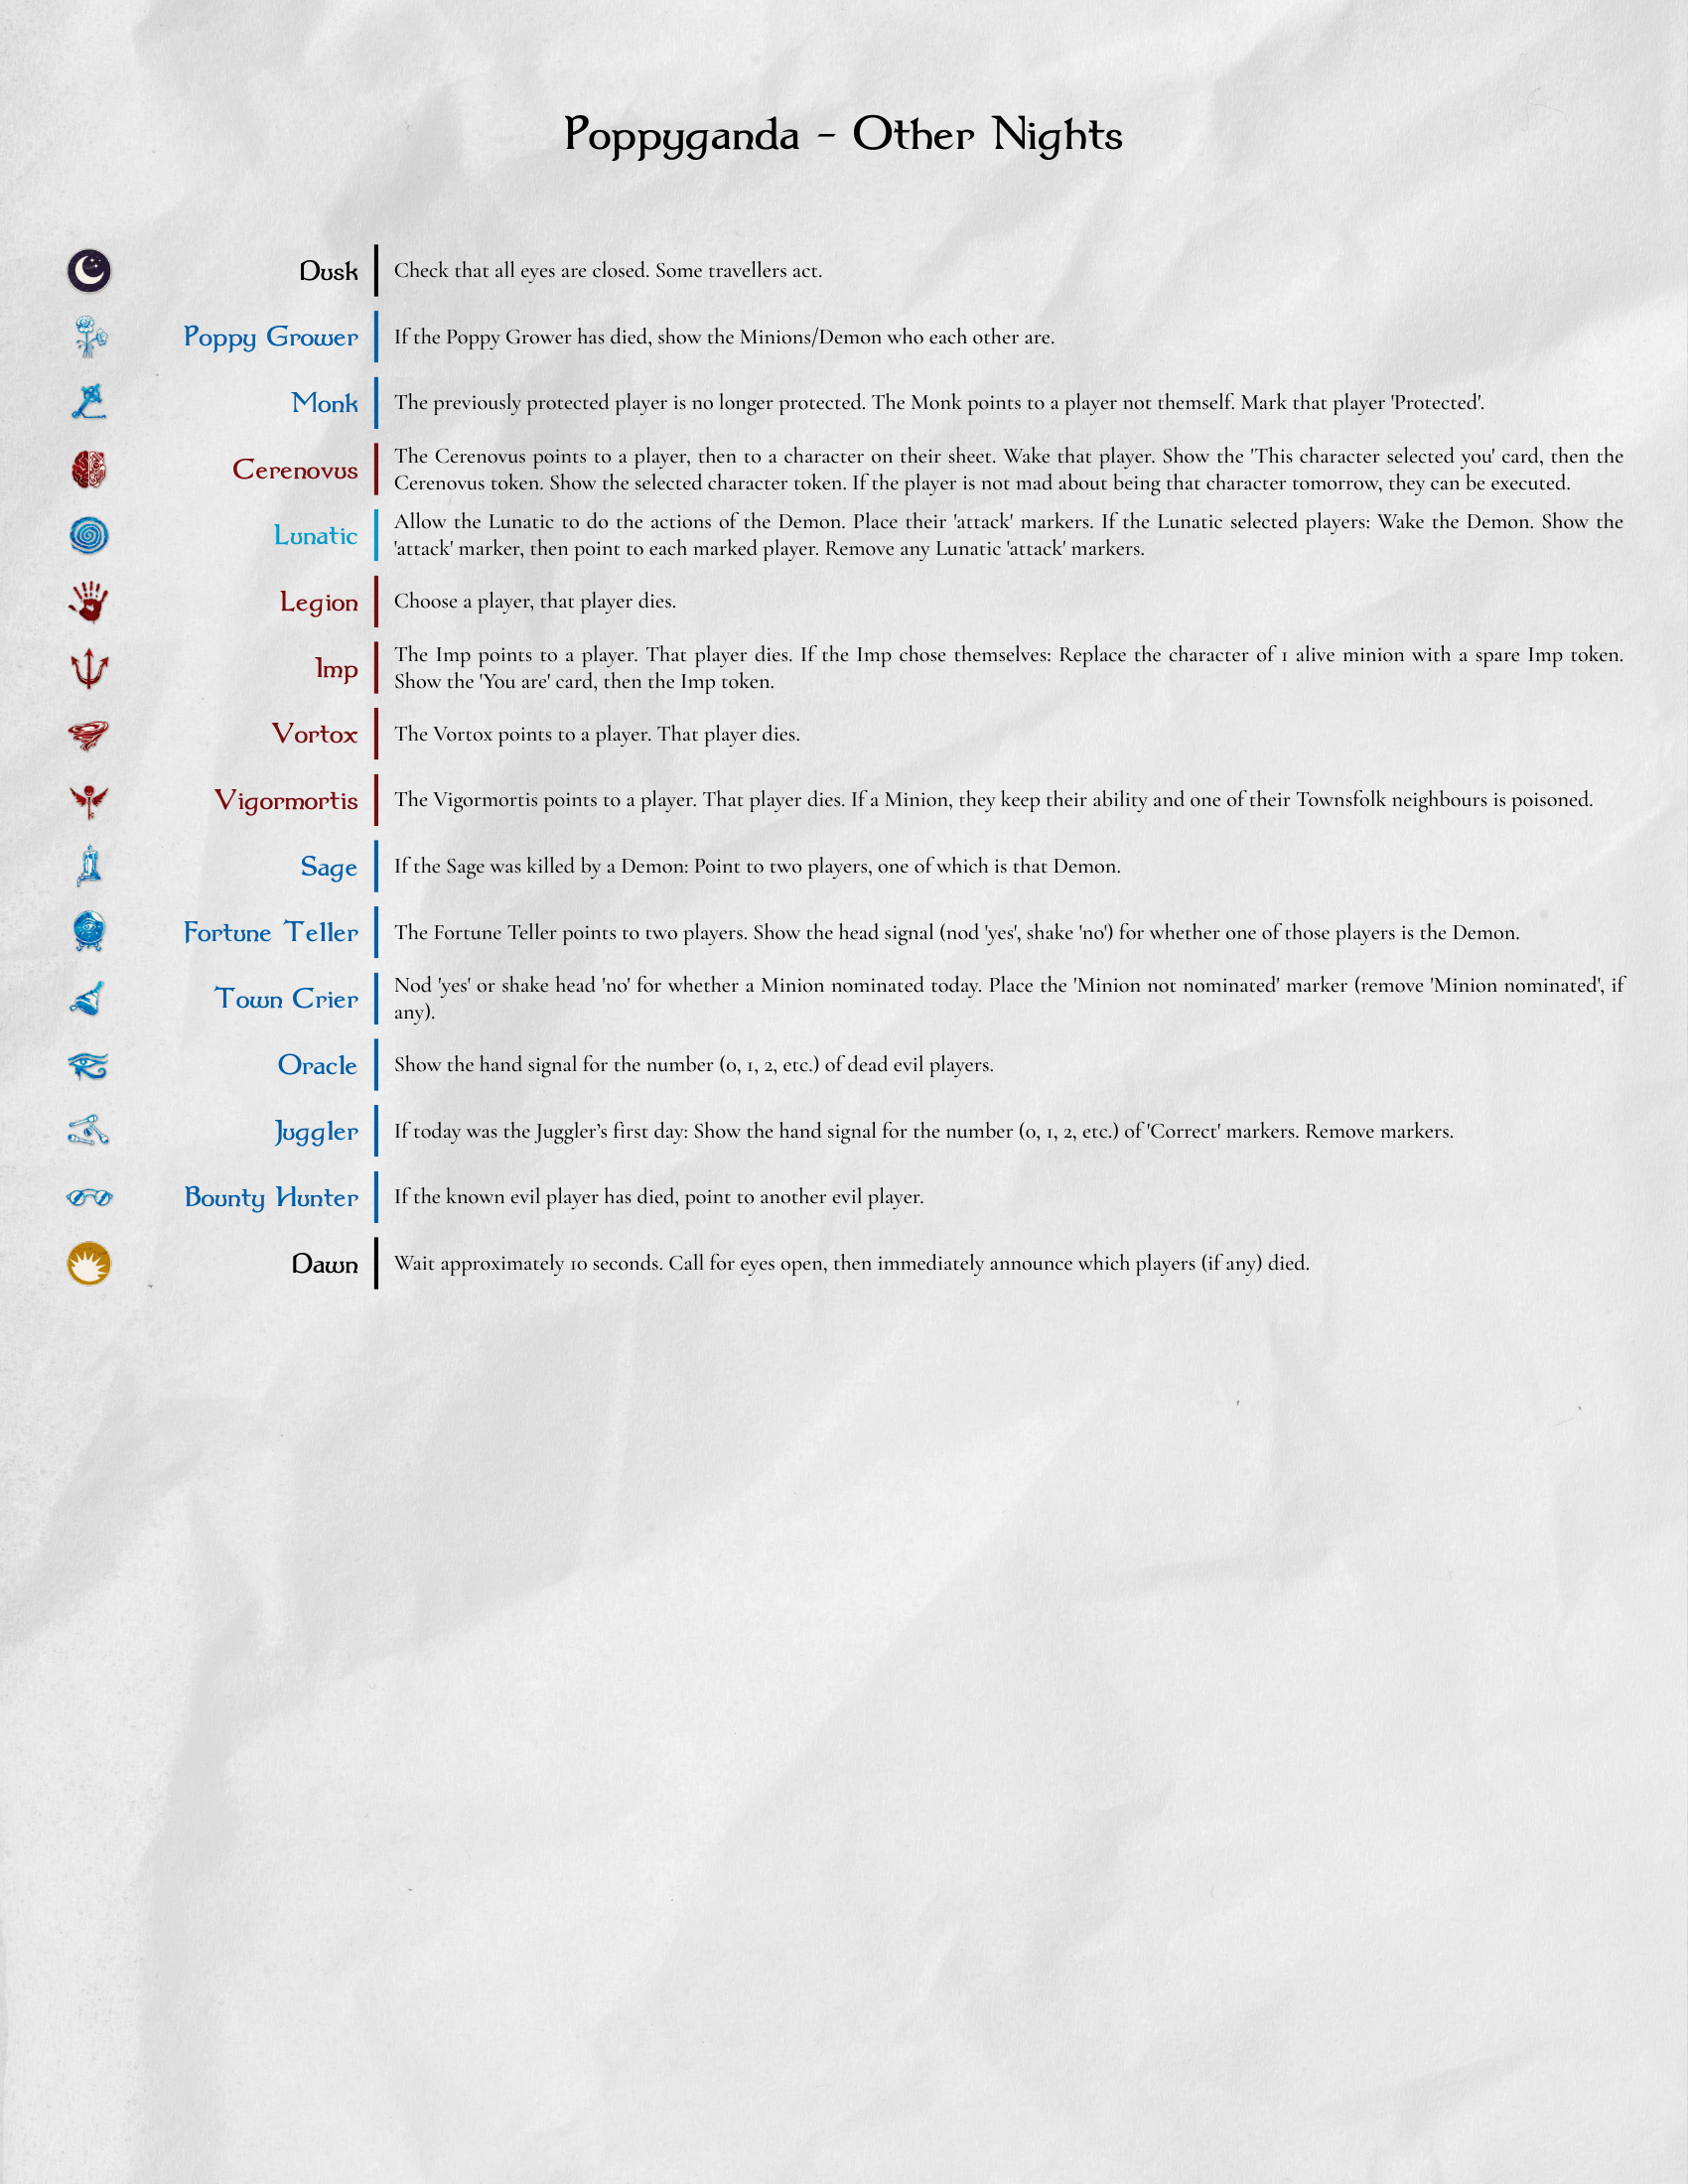 Poppyganda - Other Nights
Dusk
Check that all eyes are closed. Some travellers act.
Poppy Grower
If the Poppy Grower has died, show the Minions/Demon who each other are.
Monk
The previously protected player is no longer protected. The Monk points to a player not themself. Mark that player 'Protected'.
Cerenovus
The Cerenovus points to a player, then to a character on their sheet. Wake that player. Show the 'This character selected you' card, then the
Cerenovus token. Show the selected character token. If the player is not mad about being that character tomorrow, they can be executed.
Lunatic
Allow the Lunatic to do the actions of the Demon. Place their 'attack' markers. If the Lunatic selected players: Wake the Demon. Show the
'attack' marker, then point to each marked player. Remove any Lunatic 'attack' markers.
Legion
Choose a player, that player dies.
Imp
The Imp points to a player. That player dies. If the Imp chose themselves: Replace the character of 1 alive minion with a spare Imp token.
Show the 'You are' card, then the Imp token.
Vortox
The Vortox points to a player. That player dies.
Vigormortis
The Vigormortis points to a player. That player dies. If a Minion, they keep their ability and one of their Townsfolk neighbours is poisoned.
Sage
If the Sage was killed by a Demon: Point to two players, one of which is that Demon.
Fortune Teller
The Fortune Teller points to two players. Show the head signal (nod 'yes', shake 'no') for whether one of those players is the Demon.
Town Crier
Nod 'yes' or shake head 'no' for whether a Minion nominated today. Place the 'Minion not nominated' marker (remove 'Minion nominated', if
any).
Oracle
Show the hand signal for the number (0, 1, 2, etc.) of dead evil players.
Juggler
If today was the Juggler’s first day: Show the hand signal for the number (0, 1, 2, etc.) of 'Correct' markers. Remove markers.
Bounty Hunter
If the known evil player has died, point to another evil player.
Dawn
Wait approximately 10 seconds. Call for eyes open, then immediately announce which players (if any) died.